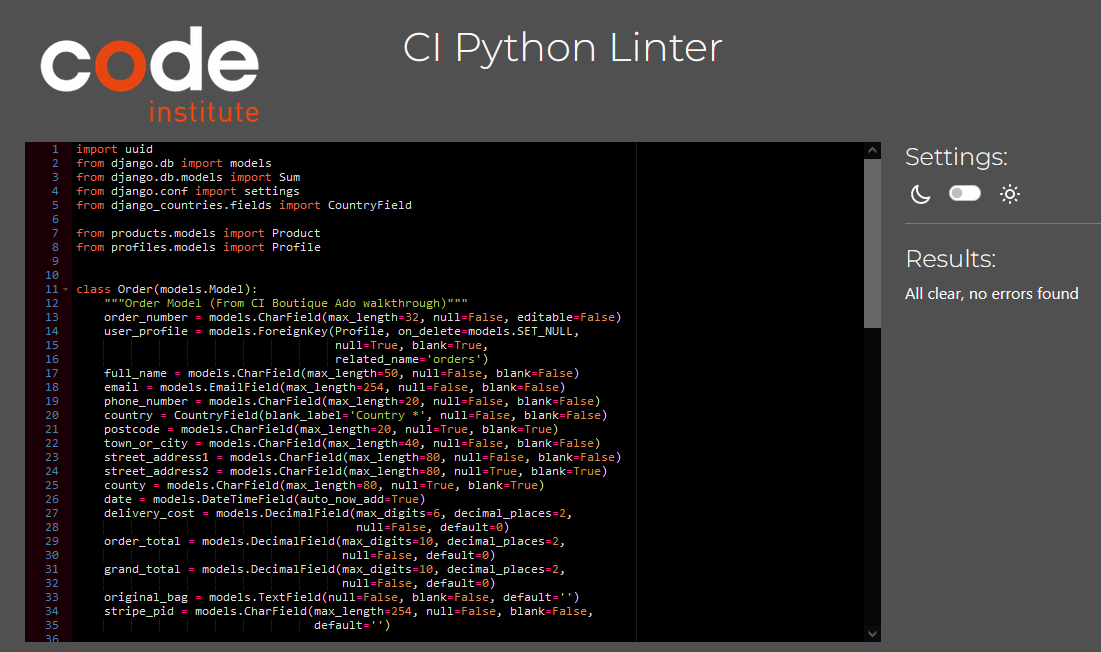 code
institute
CI Python Linter
1 import uuid
2 from django.db import models
3 from django.db.models import Sum
4 from django.conf import settings
5 from django_countries.fields import CountryField
6
7 from products.models import Product
8 from profiles.models import Profile
9
10
11 class Order(models.Model):
12     """Order Model (From CI Boutique Ado walkthrough)"""
13     order_number = models.CharField(max_length=32, null=False, editable=False)
14     user_profile = models.ForeignKey(Profile, on_delete=models.SET_NULL,
15                                      null=True, blank=True,
16                                      related_name='orders')
17     full_name = models.CharField(max_length=50, null=False, blank=False)
18     email = models.EmailField(max_length=254, null=False, blank=False)
19     phone_number = models.CharField(max_length=20, null=False, blank=False)
20     country = CountryField(blank_label='Country *', null=False, blank=False)
21     postcode = models.CharField(max_length=20, null=True, blank=True)
22     town_or_city = models.CharField(max_length=40, null=False, blank=False)
23     street_address1 = models.CharField(max_length=80, null=False, blank=False)
24     street_address2 = models.CharField(max_length=80, null=True, blank=True)
25     county = models.CharField(max_length=80, null=True, blank=True)
26     date = models.DateTimeField(auto_now_add=True)
27     delivery_cost = models.DecimalField(max_digits=6, decimal_places=2,
28                                         null=False, default=0)
29     order_total = models.DecimalField(max_digits=10, decimal_places=2,
30                                       null=False, default=0)
31     grand_total = models.DecimalField(max_digits=10, decimal_places=2,
32                                       null=False, default=0)
33     original_bag = models.TextField(null=False, blank=False, default='')
34     stripe_pid = models.CharField(max_length=254, null=False, blank=False,
35                                   default='')
36
Settings:
Results:
All clear, no errors found